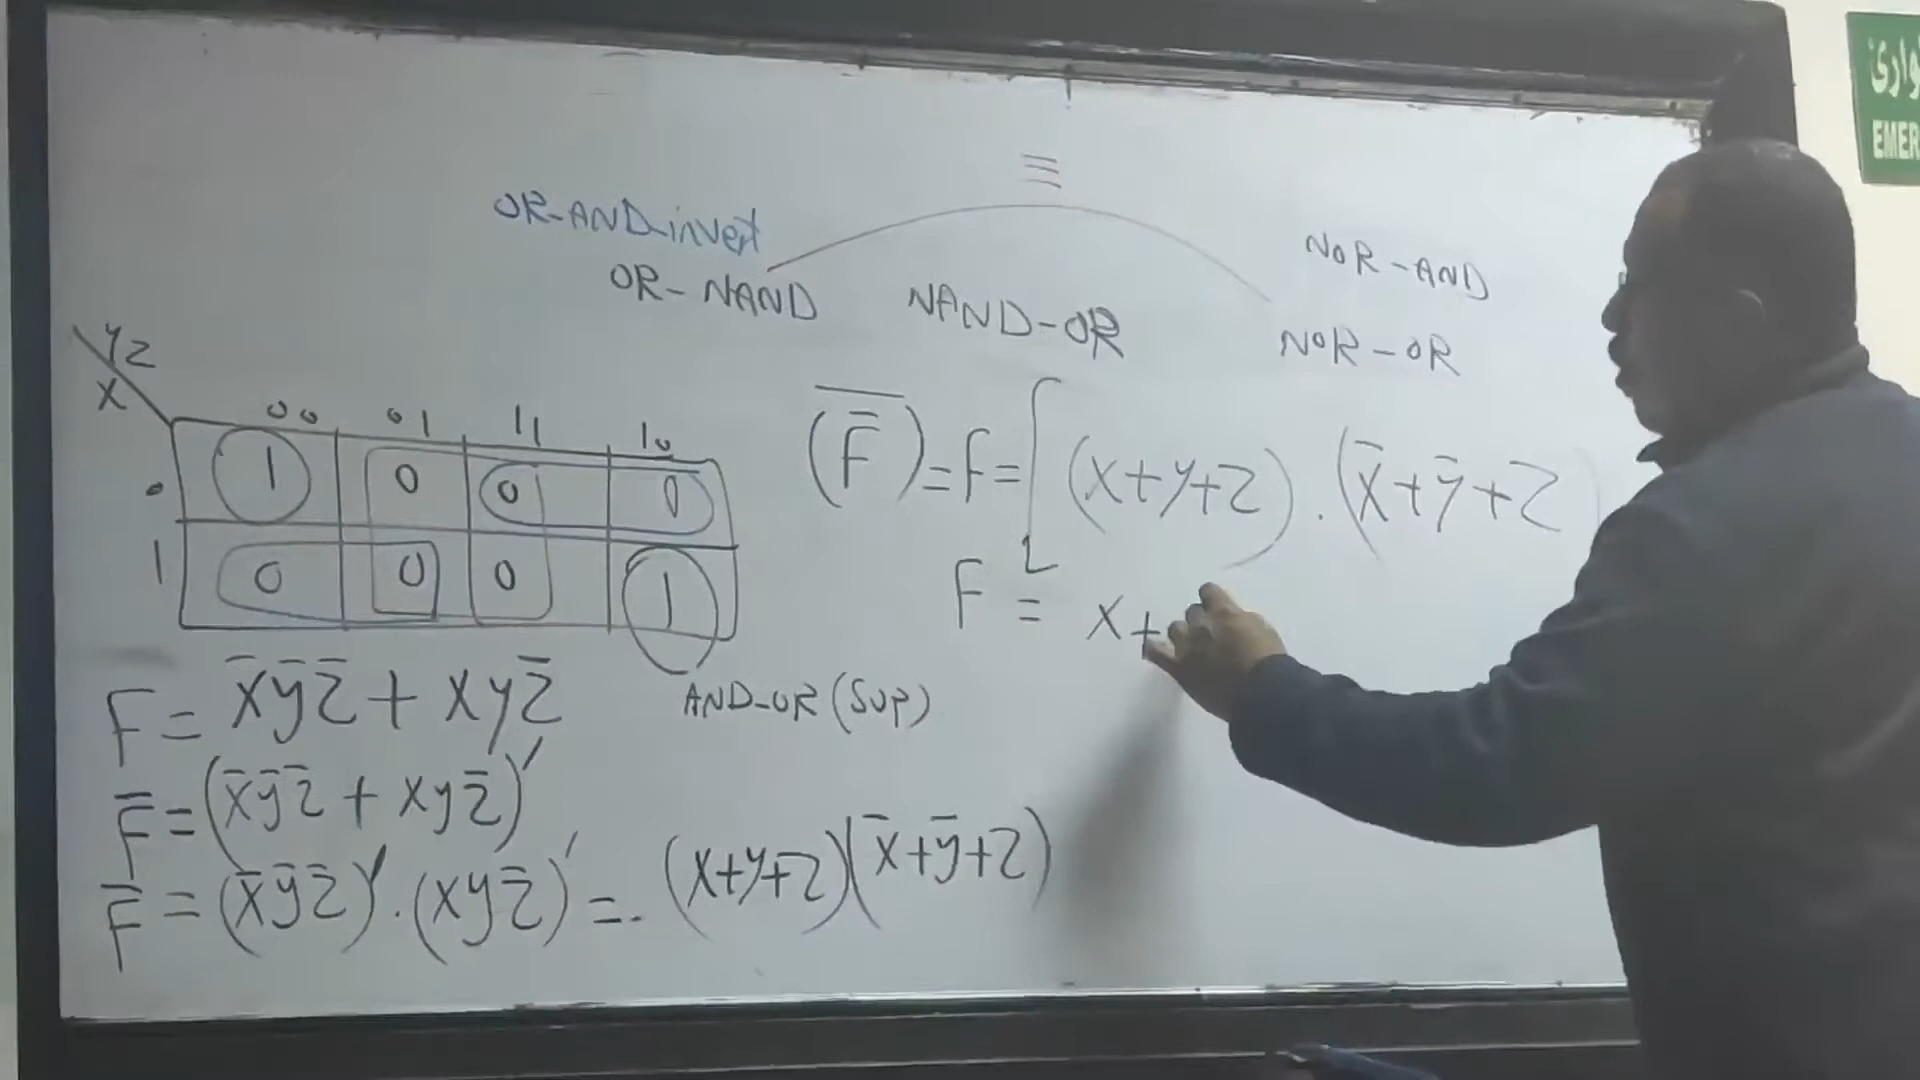 ≡
OR-AND-invert
OR-NAND
NAND-OR
NOR-AND
NOR-OR
yz
x
00 01 11 10
0 1 0 0 0
1 0 0 0 1
F = x̄ȳz̄ + xyz̄
F̄ = (x̄ȳz̄ + xyz̄)'
F̄ = (x̄ȳz̄)' . (xyz̄)' = (x+y+z)(x̄+ȳ+z)
AND-OR (SOP)
(F̄)‾ = F = [(x+y+z) . (x̄+ȳ+z)
F = x+
EMER